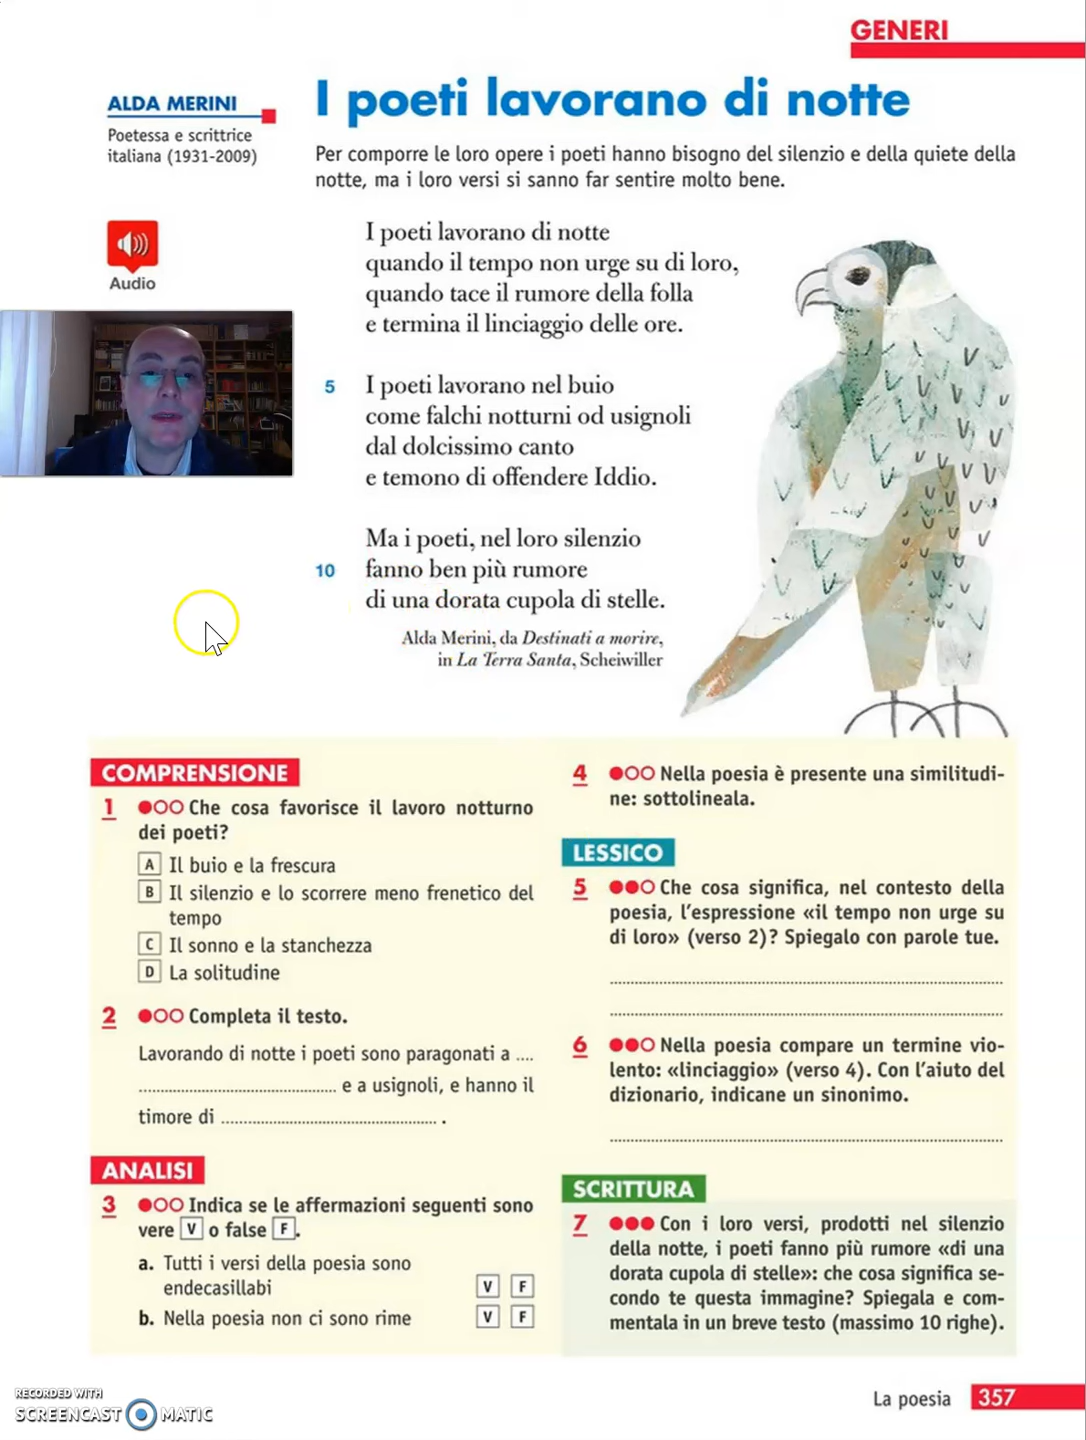 GENERI
ALDA MERINI
Poetessa e scrittrice
italiana (1931-2009)
I poeti lavorano di notte
Per comporre le loro opere i poeti hanno bisogno del silenzio e della quiete della
notte, ma i loro versi si sanno far sentire molto bene.
Audio
I poeti lavorano di notte
quando il tempo non urge su di loro,
quando tace il rumore della folla
e termina il linciaggio delle ore.
5 I poeti lavorano nel buio
come falchi notturni od usignoli
dal dolcissimo canto
e temono di offendere Iddio.
Ma i poeti, nel loro silenzio
10 fanno ben più rumore
di una dorata cupola di stelle.
Alda Merini, da Destinati a morire,
in La Terra Santa, Scheiwiller
COMPRENSIONE
1 Che cosa favorisce il lavoro notturno
dei poeti?
A Il buio e la frescura
B Il silenzio e lo scorrere meno frenetico del
tempo
C Il sonno e la stanchezza
D La solitudine
2 Completa il testo.
Lavorando di notte i poeti sono paragonati a ....
................................... e a usignoli, e hanno il
timore di ...................................... .
ANALISI
3 Indica se le affermazioni seguenti sono
vere V o false F.
a. Tutti i versi della poesia sono
endecasillabi V F
b. Nella poesia non ci sono rime V F
4 Nella poesia è presente una similitudi-
ne: sottolineala.
LESSICO
5 Che cosa significa, nel contesto della
poesia, l'espressione «il tempo non urge su
di loro» (verso 2)? Spiegalo con parole tue.
6 Nella poesia compare un termine vio-
lento: «linciaggio» (verso 4). Con l'aiuto del
dizionario, indicane un sinonimo.
SCRITTURA
7 Con i loro versi, prodotti nel silenzio
della notte, i poeti fanno più rumore «di una
dorata cupola di stelle»: che cosa significa se-
condo te questa immagine? Spiegala e com-
mentala in un breve testo (massimo 10 righe).
RECORDED WITH
SCREENCAST MATIC
La poesia 357